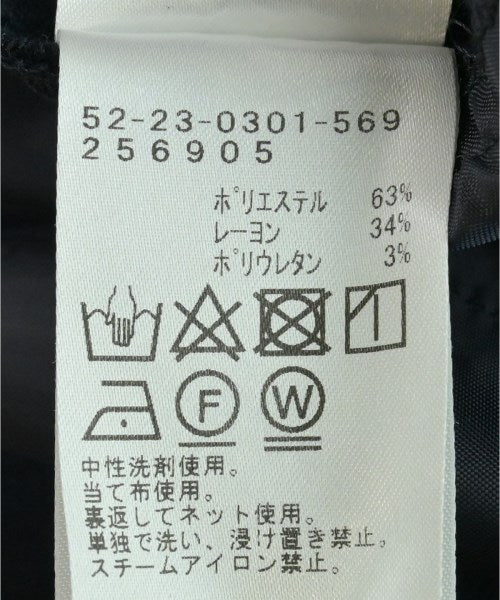 52-23-0301-569
256905
ポリエステル 63%
レーヨン 34%
ポリウレタン 3%
F W
中性洗剤使用。
当て布使用。
裏返してネット使用。
単独で洗い、浸け置き禁止。
スチームアイロン禁止。